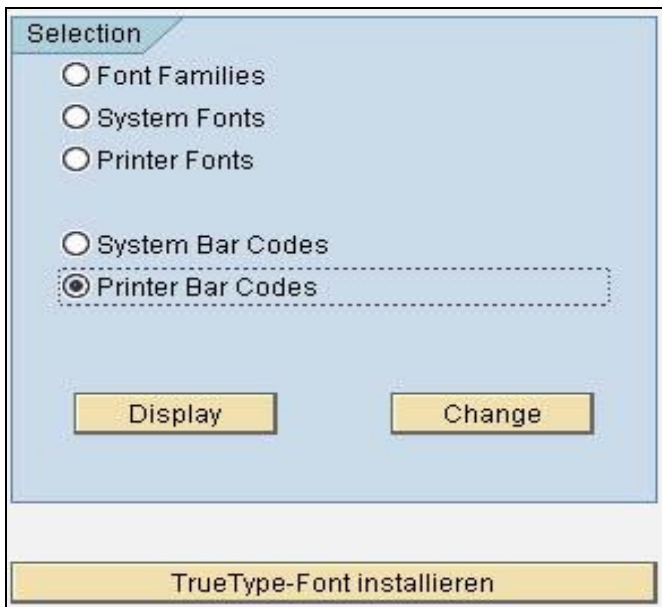 Selection
Font Families
System Fonts
Printer Fonts
System Bar Codes
Printer Bar Codes
Display
Change
TrueType-Font installieren